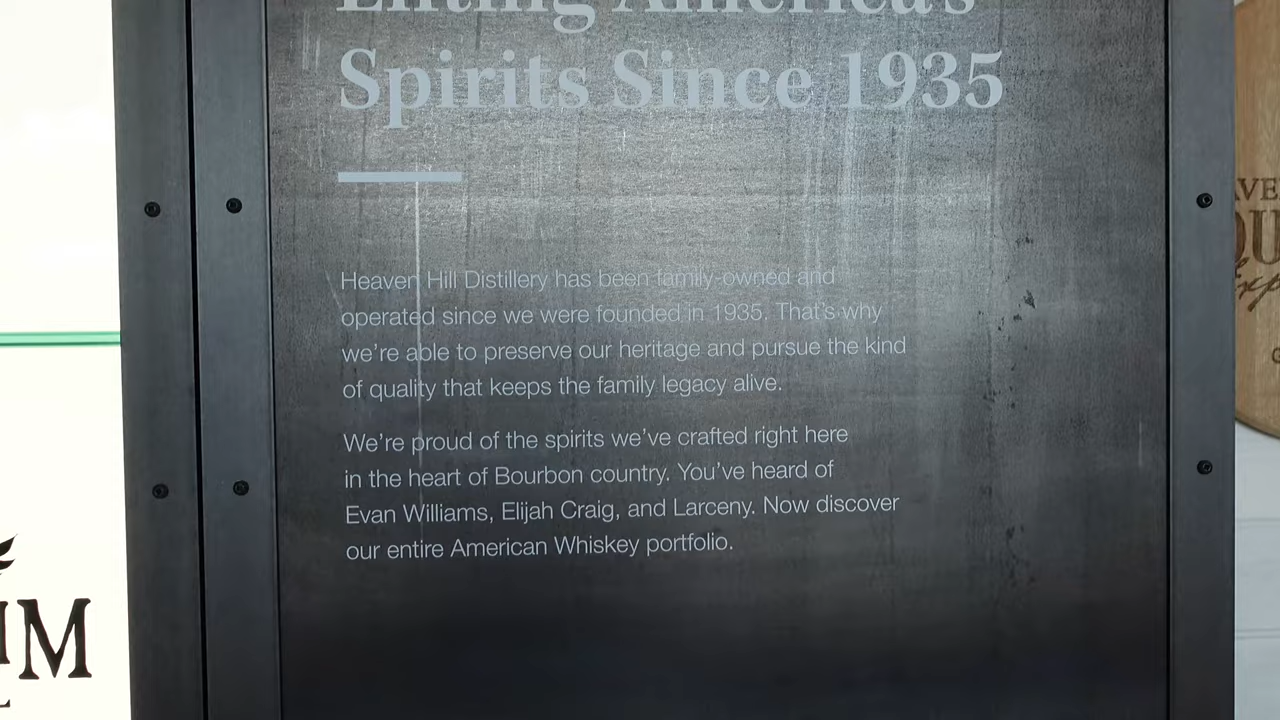 Lifting America's
Spirits Since 1935
Heaven Hill Distillery has been family-owned and
operated since we were founded in 1935. That's why
we're able to preserve our heritage and pursue the kind
of quality that keeps the family legacy alive.
We're proud of the spirits we've crafted right here
in the heart of Bourbon country. You've heard of
Evan Williams, Elijah Craig, and Larceny. Now discover
our entire American Whiskey portfolio.